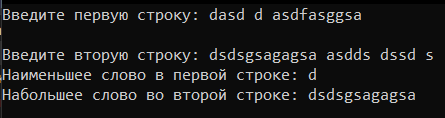 Введите первую строку: dasd d asdfasggsa
Введите вторую строку: dsdsgsagagsa asdds dssd s
Наименьшее слово в первой строке: d
Набольшее слово во второй строке: dsdsgsagagsa